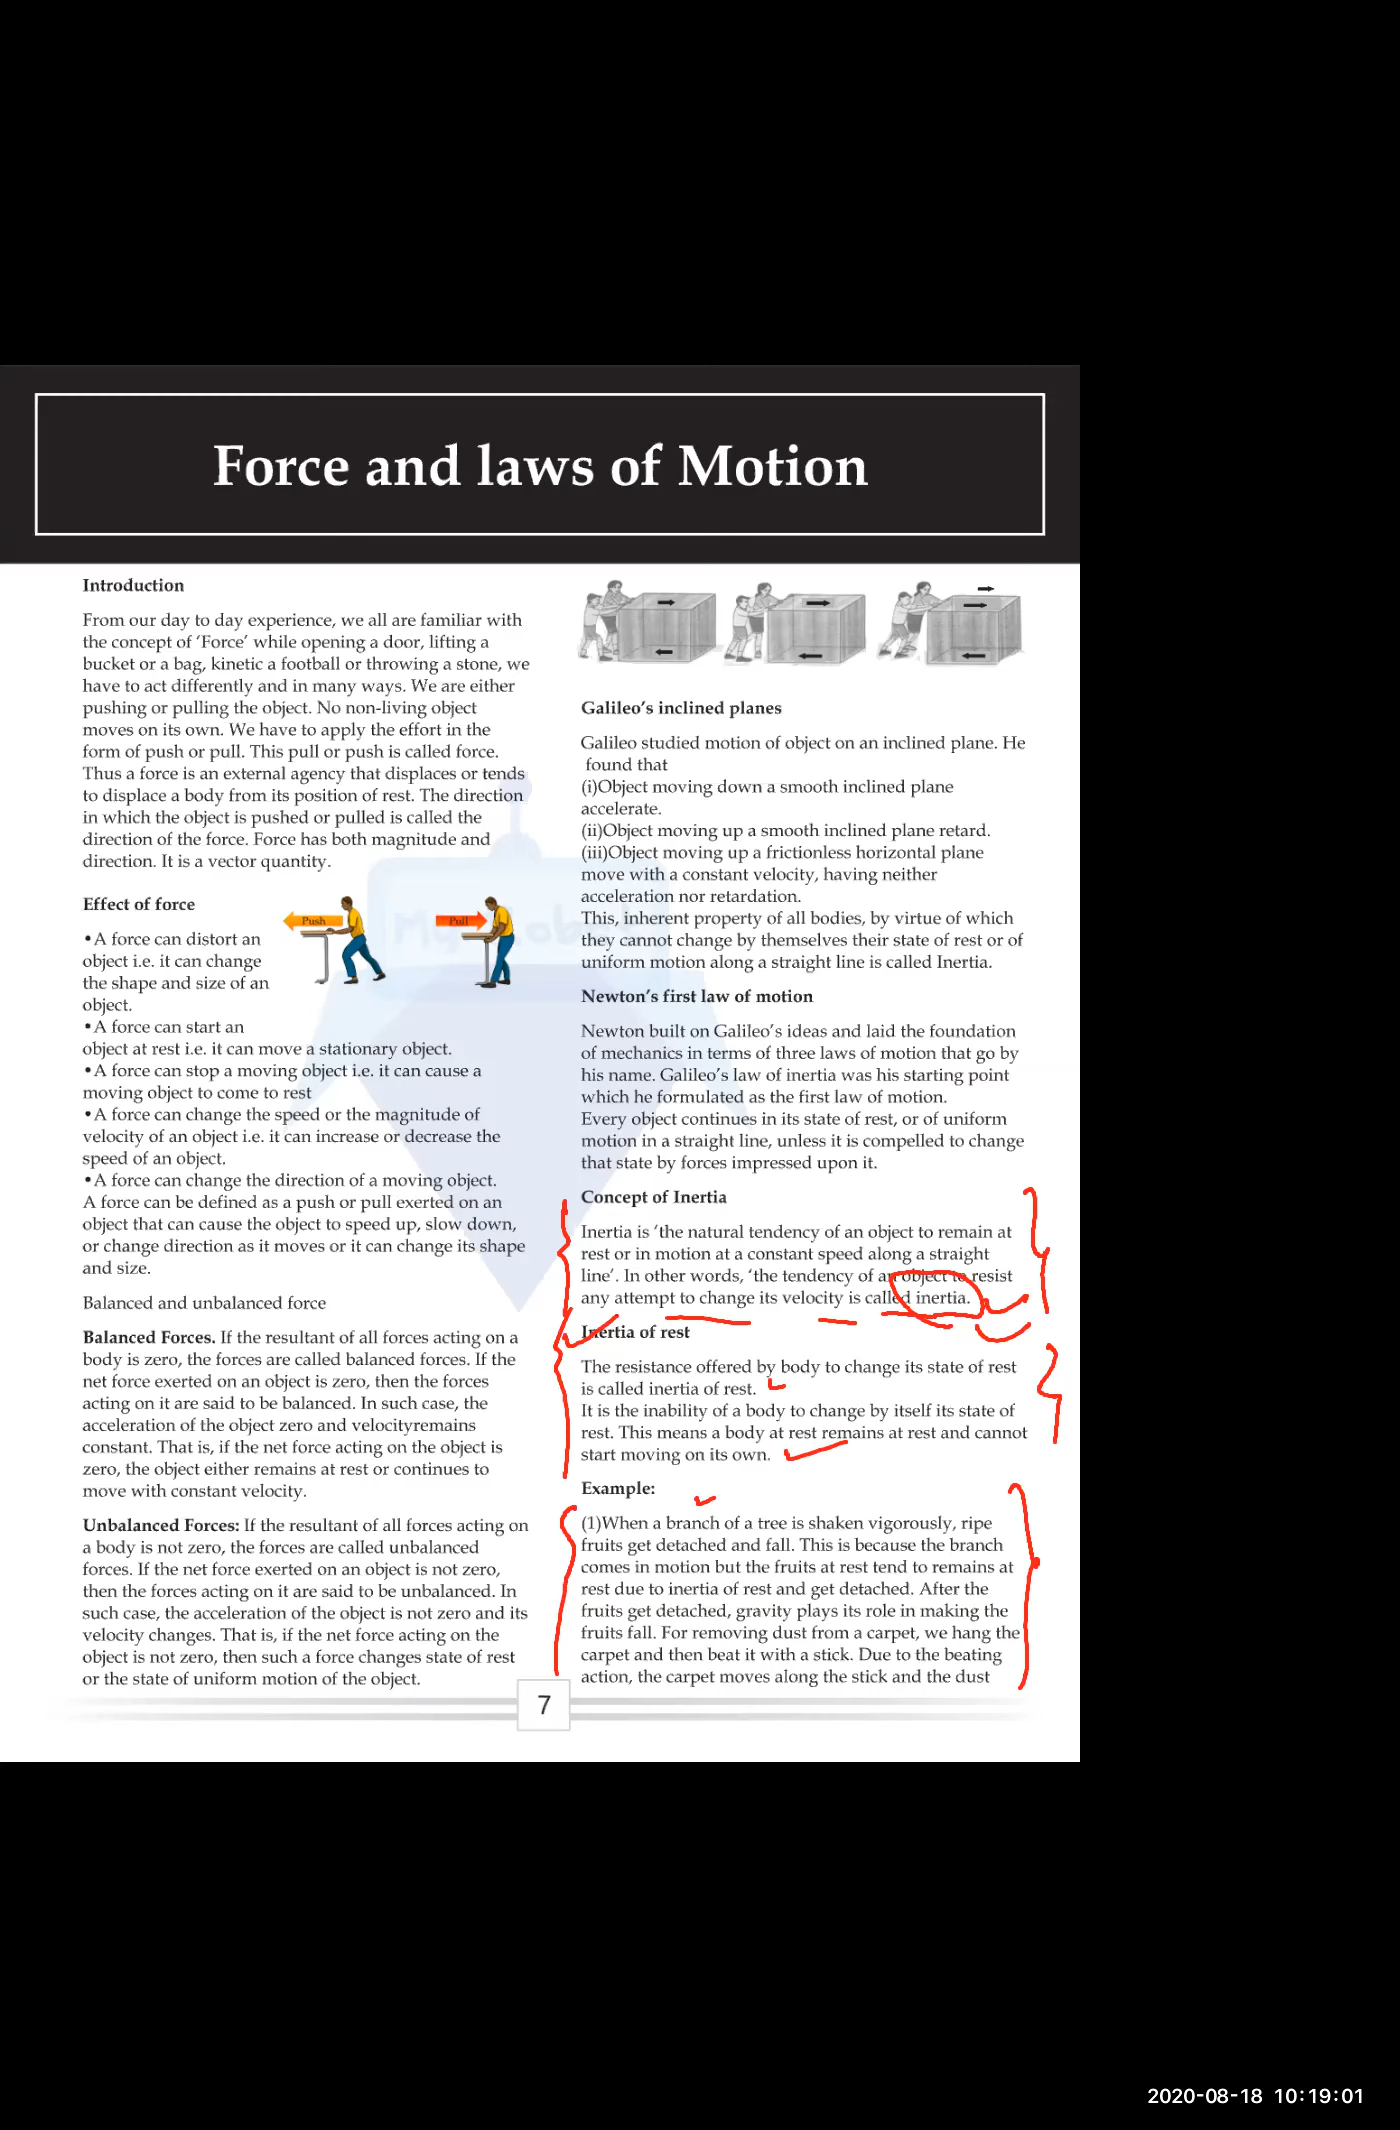 Force and laws of Motion
Introduction
From our day to day experience, we all are familiar with
the concept of ‘Force’ while opening a door, lifting a
bucket or a bag, kinetic a football or throwing a stone, we
have to act differently and in many ways. We are either
pushing or pulling the object. No non-living object
moves on its own. We have to apply the effort in the
form of push or pull. This pull or push is called force.
Thus a force is an external agency that displaces or tends
to displace a body from its position of rest. The direction
in which the object is pushed or pulled is called the
direction of the force. Force has both magnitude and
direction. It is a vector quantity.
Effect of force
Push
Pull
•A force can distort an
object i.e. it can change
the shape and size of an
object.
•A force can start an
object at rest i.e. it can move a stationary object.
•A force can stop a moving object i.e. it can cause a
moving object to come to rest
•A force can change the speed or the magnitude of
velocity of an object i.e. it can increase or decrease the
speed of an object.
•A force can change the direction of a moving object.
A force can be defined as a push or pull exerted on an
object that can cause the object to speed up, slow down,
or change direction as it moves or it can change its shape
and size.
Balanced and unbalanced force
Balanced Forces. If the resultant of all forces acting on a
body is zero, the forces are called balanced forces. If the
net force exerted on an object is zero, then the forces
acting on it are said to be balanced. In such case, the
acceleration of the object zero and velocityremains
constant. That is, if the net force acting on the object is
zero, the object either remains at rest or continues to
move with constant velocity.
Unbalanced Forces: If the resultant of all forces acting on
a body is not zero, the forces are called unbalanced
forces. If the net force exerted on an object is not zero,
then the forces acting on it are said to be unbalanced. In
such case, the acceleration of the object is not zero and its
velocity changes. That is, if the net force acting on the
object is not zero, then such a force changes state of rest
or the state of uniform motion of the object.
Galileo’s inclined planes
Galileo studied motion of object on an inclined plane. He
found that
(i)Object moving down a smooth inclined plane
accelerate.
(ii)Object moving up a smooth inclined plane retard.
(iii)Object moving up a frictionless horizontal plane
move with a constant velocity, having neither
acceleration nor retardation.
This, inherent property of all bodies, by virtue of which
they cannot change by themselves their state of rest or of
uniform motion along a straight line is called Inertia.
Newton’s first law of motion
Newton built on Galileo’s ideas and laid the foundation
of mechanics in terms of three laws of motion that go by
his name. Galileo’s law of inertia was his starting point
which he formulated as the first law of motion.
Every object continues in its state of rest, or of uniform
motion in a straight line, unless it is compelled to change
that state by forces impressed upon it.
Concept of Inertia
Inertia is ‘the natural tendency of an object to remain at
rest or in motion at a constant speed along a straight
line’. In other words, ‘the tendency of an object to resist
any attempt to change its velocity is called inertia.
Inertia of rest
The resistance offered by body to change its state of rest
is called inertia of rest.
It is the inability of a body to change by itself its state of
rest. This means a body at rest remains at rest and cannot
start moving on its own.
Example:
(1)When a branch of a tree is shaken vigorously, ripe
fruits get detached and fall. This is because the branch
comes in motion but the fruits at rest tend to remains at
rest due to inertia of rest and get detached. After the
fruits get detached, gravity plays its role in making the
fruits fall. For removing dust from a carpet, we hang the
carpet and then beat it with a stick. Due to the beating
action, the carpet moves along the stick and the dust
7
2020-08-18 10:19:01